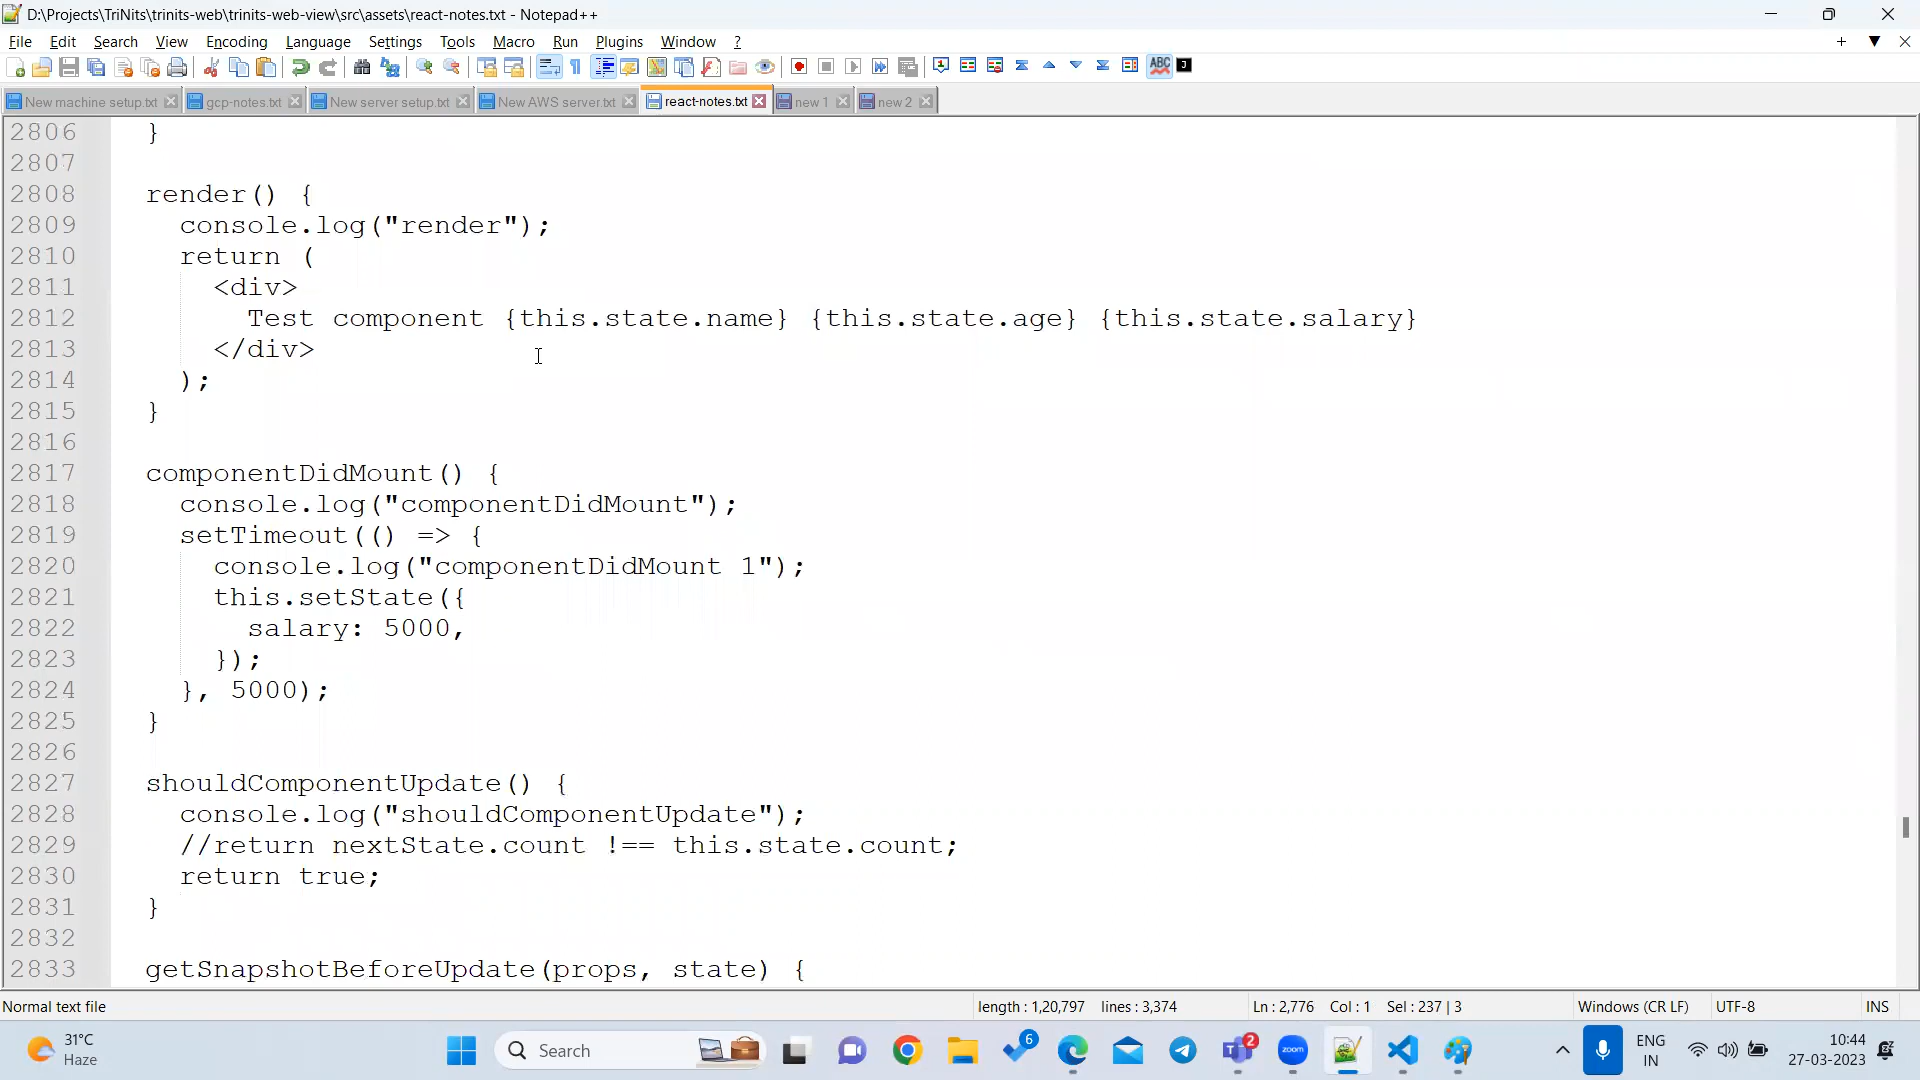 D:\Projects\TriNits\trinits-web\trinits-web-view\src\assets\react-notes.txt - Notepad++
File Edit Search View Encoding Language Settings Tools Macro Run Plugins Window ?
New machine setup.txt gcp-notes.txt New server setup.txt New AWS server.txt react-notes.txt new 1 new 2
2806 }
2807
2808 render() {
2809 console.log("render");
2810 return (
2811 <div>
2812 Test component {this.state.name} {this.state.age} {this.state.salary}
2813 </div>
2814 );
2815 }
2816
2817 componentDidMount() {
2818 console.log("componentDidMount");
2819 setTimeout(() => {
2820 console.log("componentDidMount 1");
2821 this.setState({
2822 salary: 5000,
2823 });
2824 }, 5000);
2825 }
2826
2827 shouldComponentUpdate() {
2828 console.log("shouldComponentUpdate");
2829 //return nextState.count !== this.state.count;
2830 return true;
2831 }
2832
2833 getSnapshotBeforeUpdate(props, state) {
Normal text file length : 1,20,797 lines : 3,374 Ln : 2,776 Col : 1 Sel : 237 | 3 Windows (CR LF) UTF-8 INS
31°C
Haze
Search
6
2
zoom
ENG
IN
10:44
27-03-2023